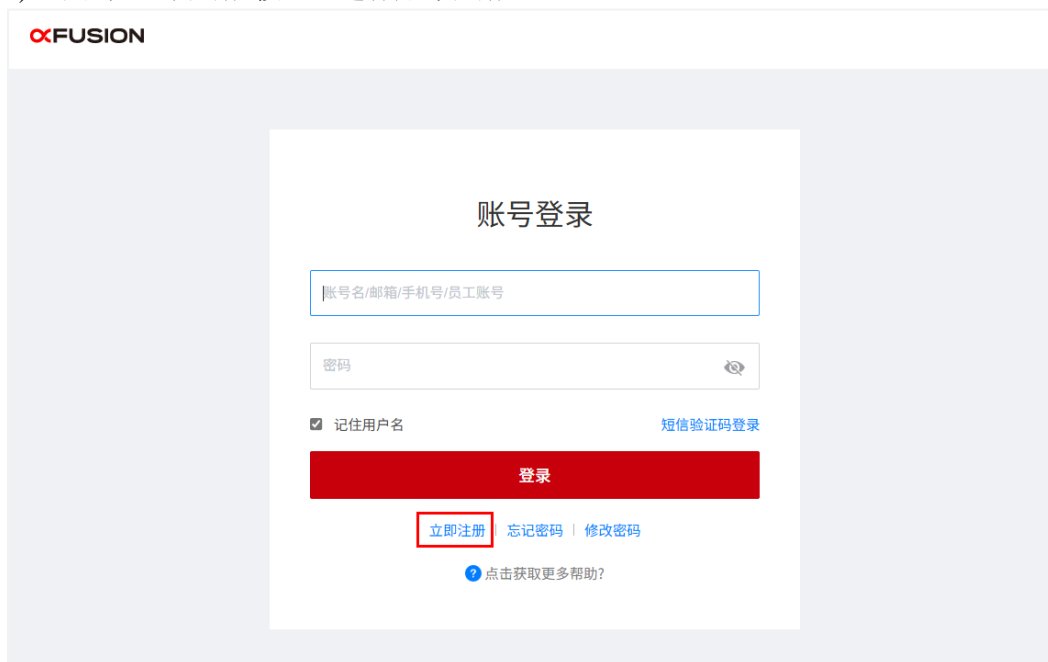 XFUSION
账号登录
账号名/邮箱/手机号/员工账号
密码
记住用户名 短信验证码登录
登录
立即注册 | 忘记密码 | 修改密码
? 点击获取更多帮助?